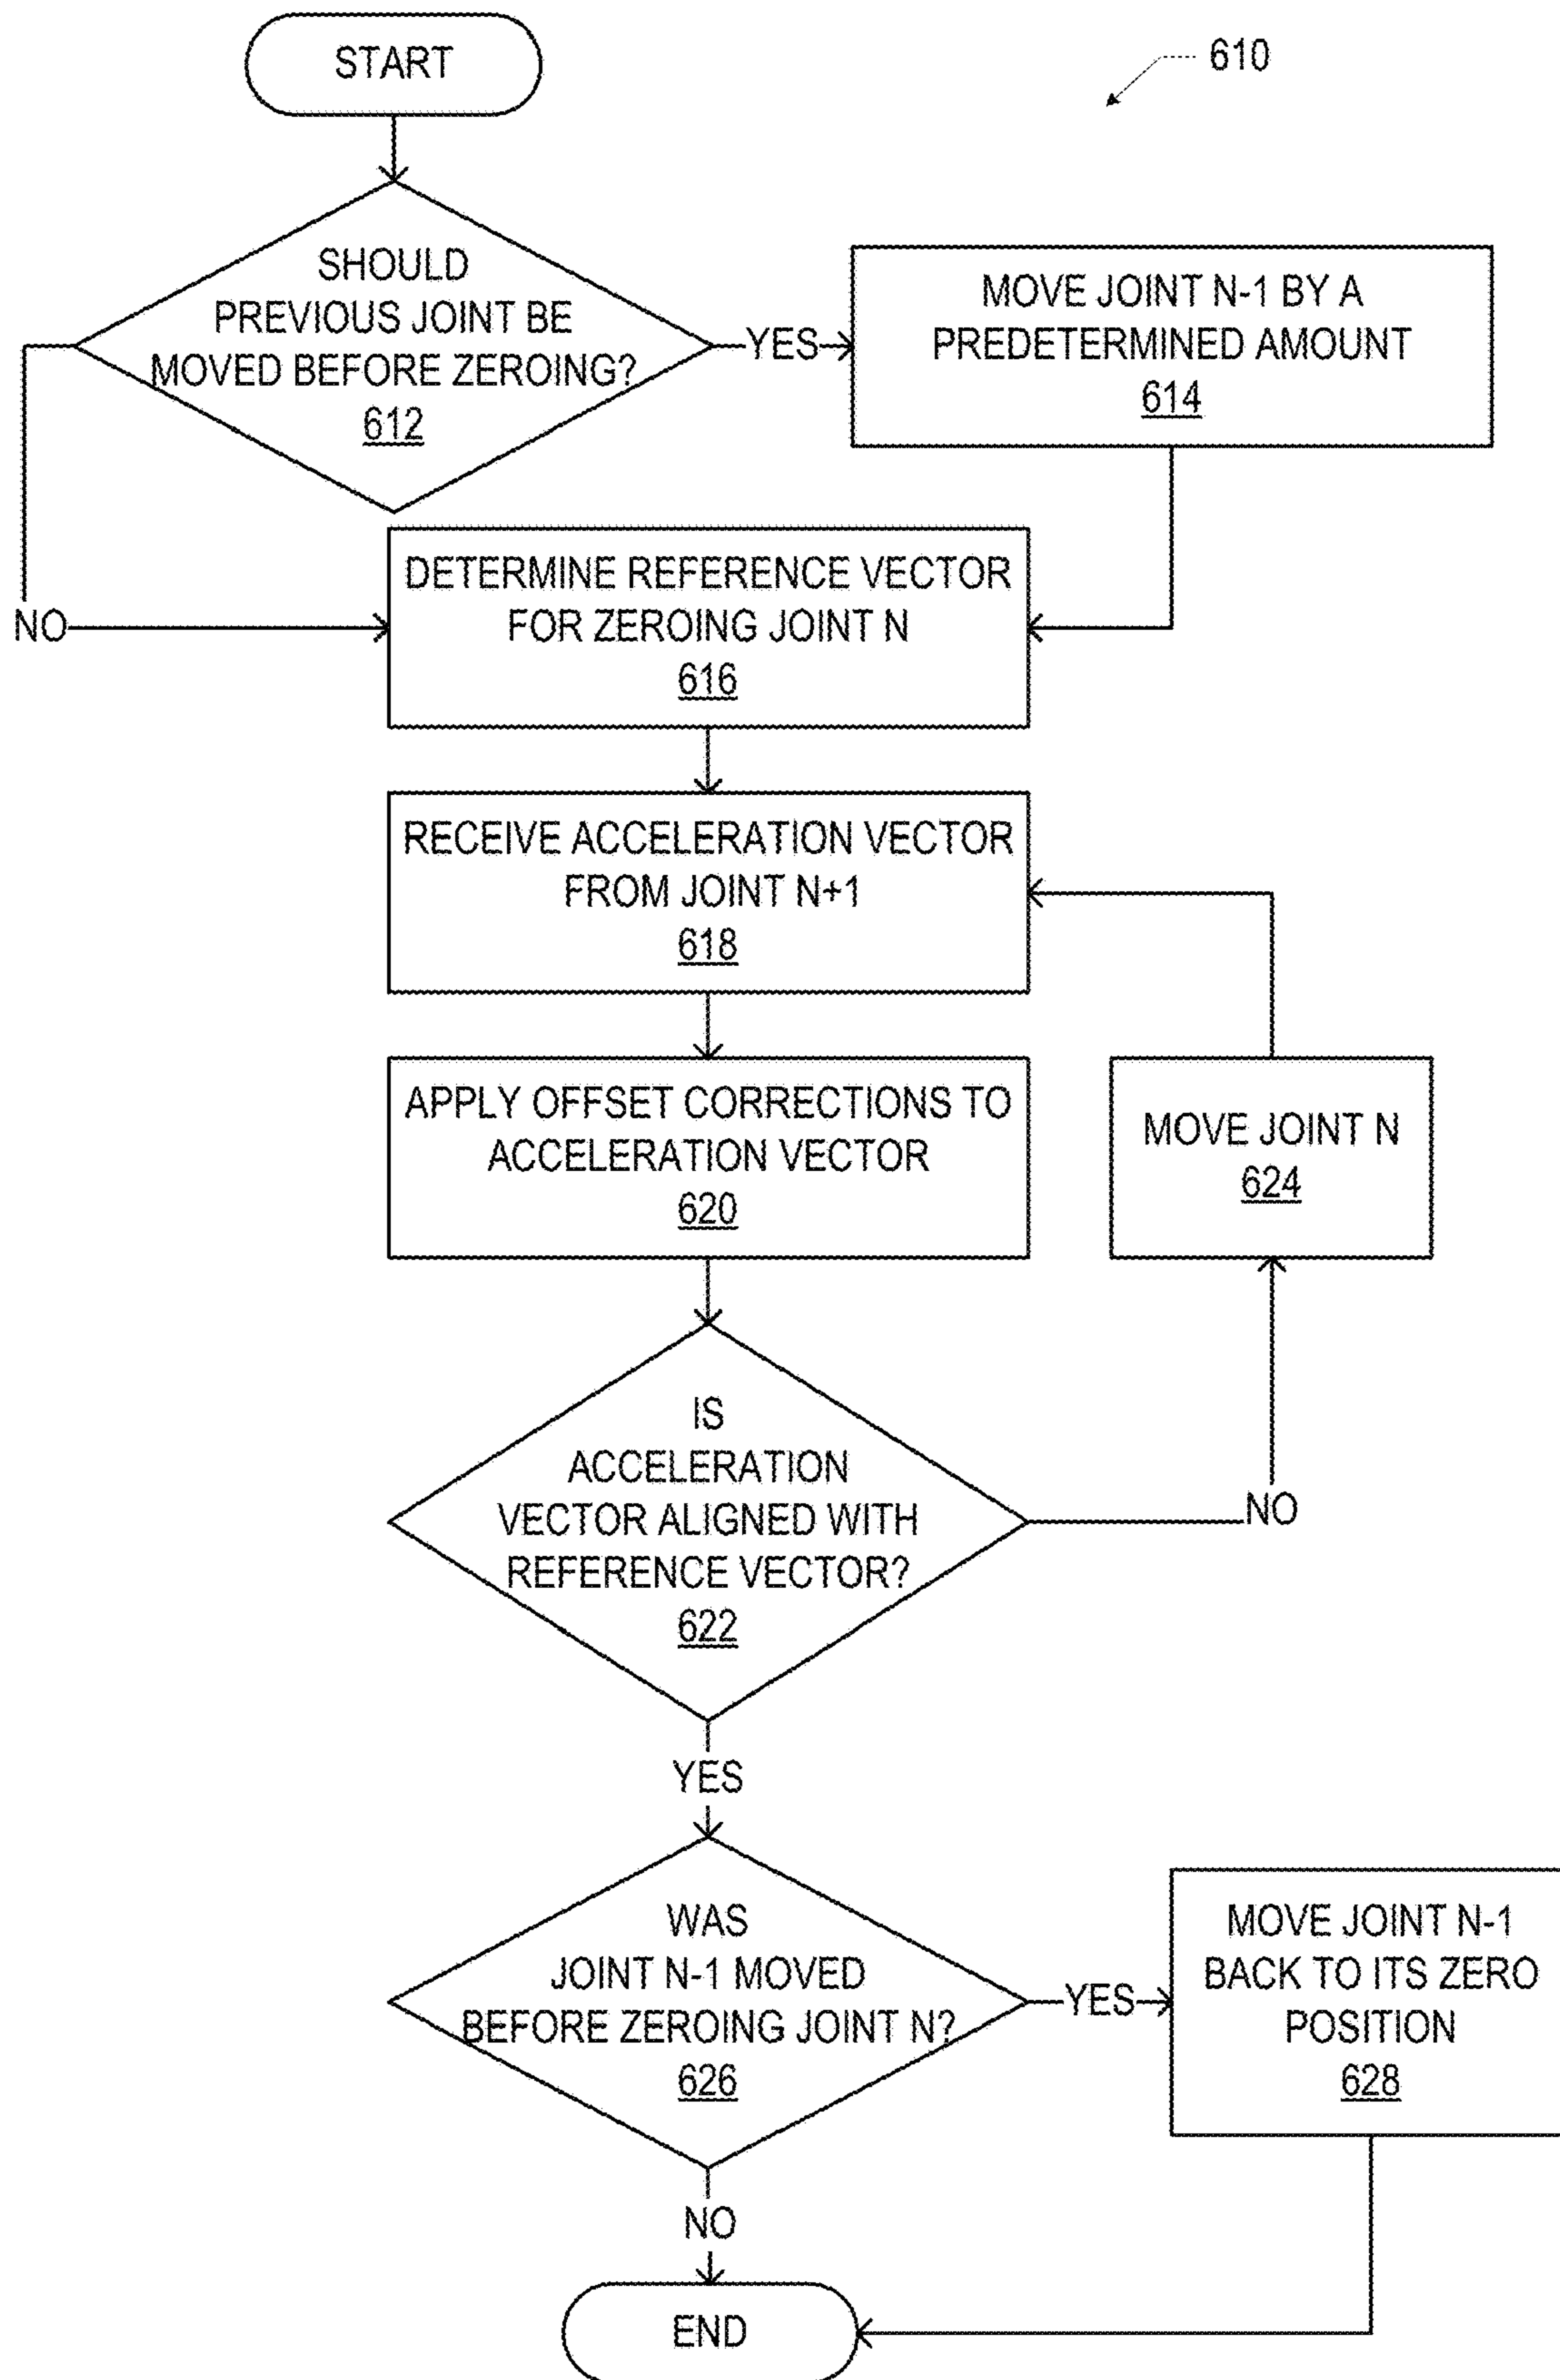 START
610
SHOULD
PREVIOUS JOINT BE
MOVED BEFORE ZEROING?
612
YES
MOVE JOINT N-1 BY A
PREDETERMINED AMOUNT
614
NO
DETERMINE REFERENCE VECTOR
FOR ZEROING JOINT N
616
RECEIVE ACCELERATION VECTOR
FROM JOINT N+1
618
APPLY OFFSET CORRECTIONS TO
ACCELERATION VECTOR
620
MOVE JOINT N
624
IS
ACCELERATION
VECTOR ALIGNED WITH
REFERENCE VECTOR?
622
NO
YES
WAS
JOINT N-1 MOVED
BEFORE ZEROING JOINT N?
626
YES
MOVE JOINT N-1
BACK TO ITS ZERO
POSITION
628
NO
END